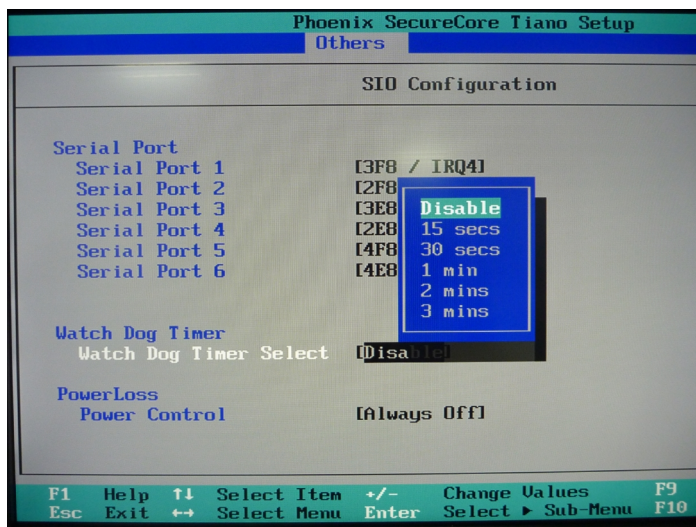 Phoenix SecureCore Tiano Setup
Others
SIO Configuration
Serial Port
Serial Port 1 [3F8 / IRQ4]
Serial Port 2 [2F8
Serial Port 3 [3E8
Serial Port 4 [2E8
Serial Port 5 [4F8
Serial Port 6 [4E8
Disable
15 secs
30 secs
1 min
2 mins
3 mins
Watch Dog Timer
Watch Dog Timer Select [Disable]
PowerLoss
Power Control [Always Off]
F1 Help ↑↓ Select Item +/- Change Values F9
Esc Exit ↔ Select Menu Enter Select ▶ Sub-Menu F10